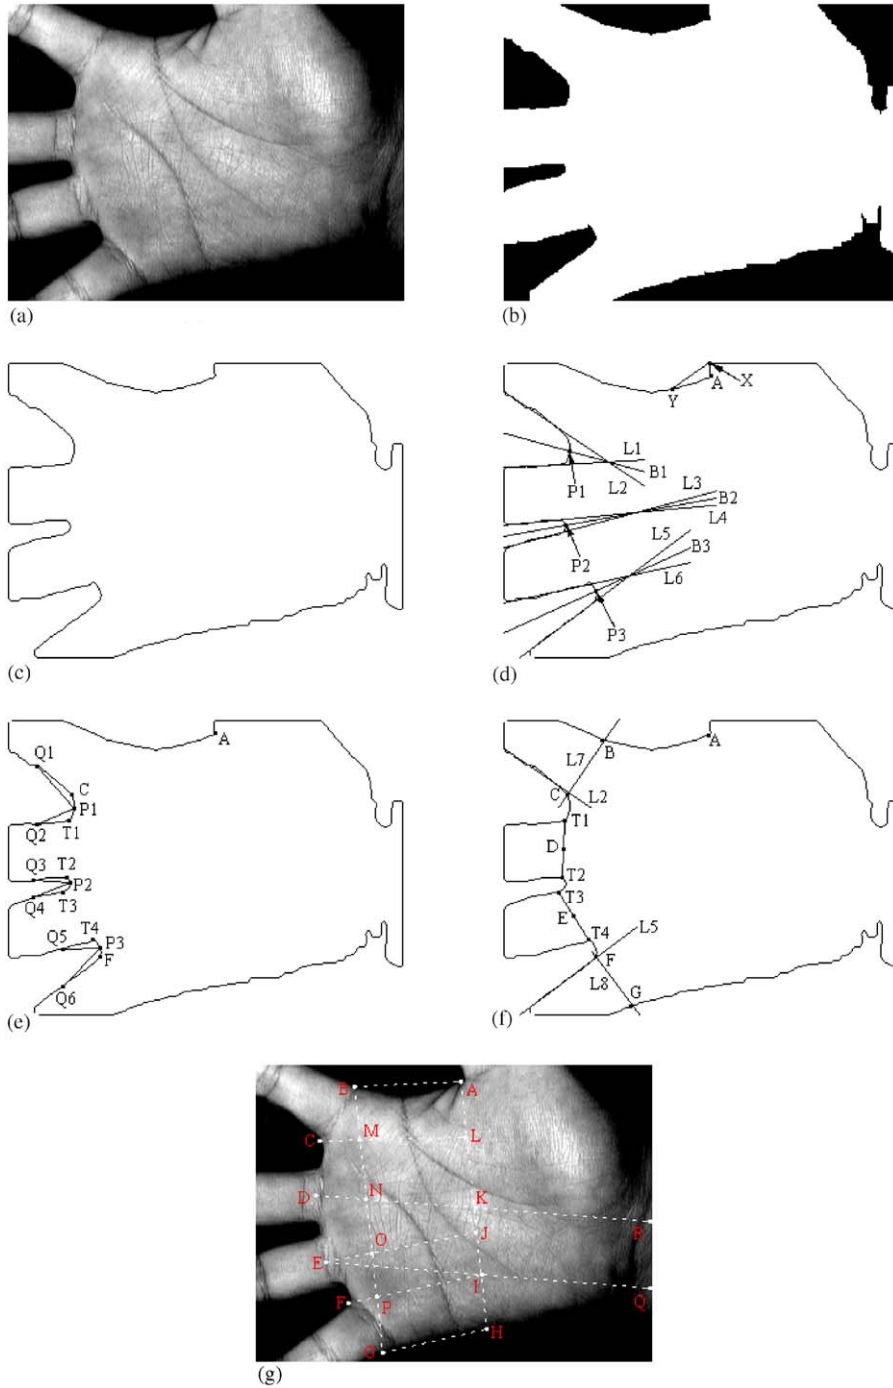 (a)
(b)
X
A
Y
L1
B1
L2
P1
L3
B2
L4
L5
P2
B3
L6
P3
(c)
(d)
A
Q1
C
P1
Q2
T1
Q3
T2
P2
Q4
T3
T4
Q5
P3
F
Q6
B
A
L7
C
L2
T1
D
T2
T3
E
T4
L5
F
L8
G
(e)
(f)
B
A
M
C
L
D
N
K
R
O
J
E
I
Q
F
P
H
G
(g)